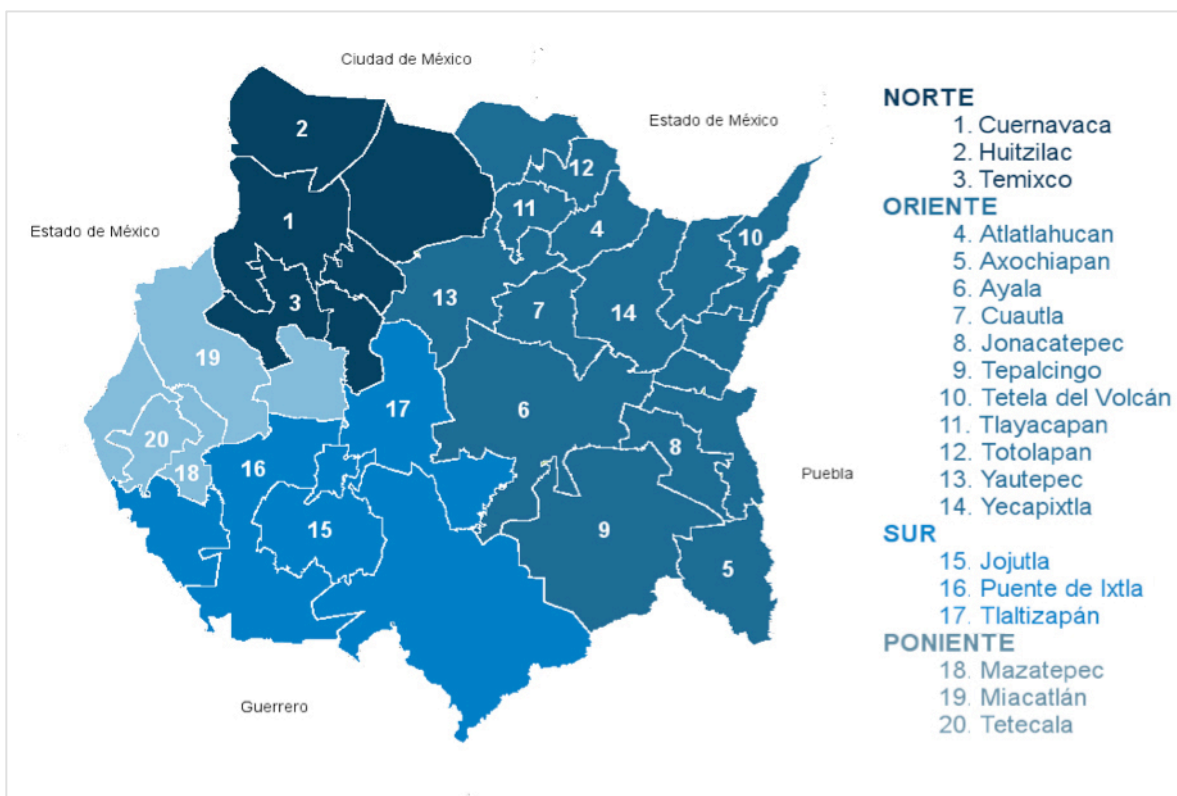 Ciudad de México
Estado de México
Estado de México
Puebla
Guerrero
2
12
11
1
4
10
3
13
7
14
19
17
6
20
18
16
8
15
9
5
NORTE
1. Cuernavaca
2. Huitzilac
3. Temixco
ORIENTE
4. Atlatlahucan
5. Axochiapan
6. Ayala
7. Cuautla
8. Jonacatepec
9. Tepalcingo
10. Tetela del Volcán
11. Tlayacapan
12. Totolapan
13. Yautepec
14. Yecapixtla
SUR
15. Jojutla
16. Puente de Ixtla
17. Tlaltizapán
PONIENTE
18. Mazatepec
19. Miacatlán
20. Tetecala